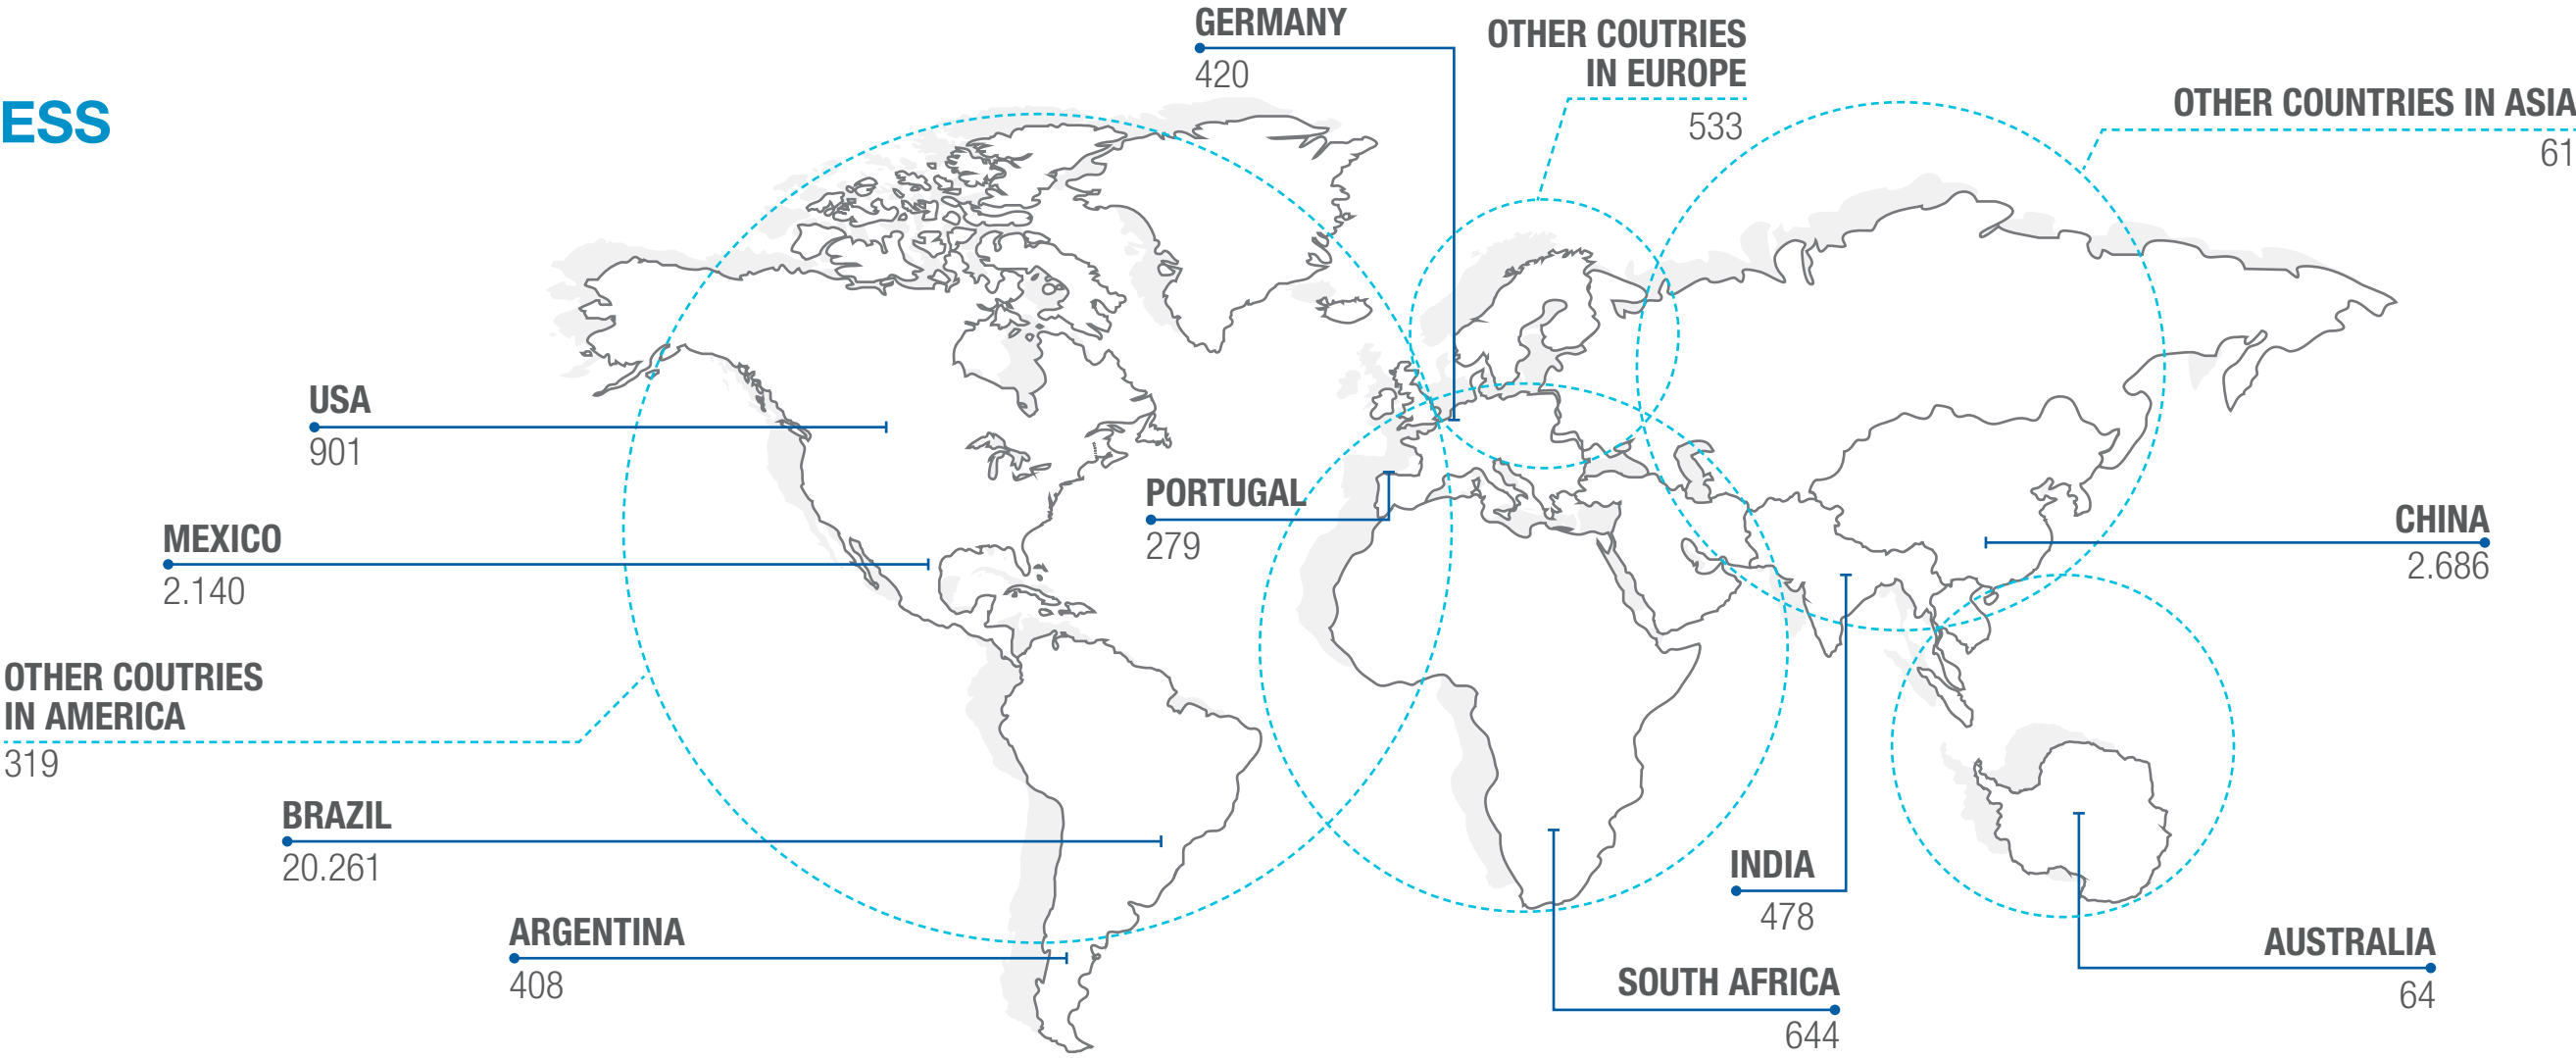 ESS
GERMANY
420
OTHER COUTRIES
IN EUROPE
533
OTHER COUNTRIES IN ASIA
61
USA
901
MEXICO
2.140
OTHER COUTRIES
IN AMERICA
319
BRAZIL
20.261
ARGENTINA
408
PORTUGAL
279
CHINA
2.686
INDIA
478
SOUTH AFRICA
644
AUSTRALIA
64